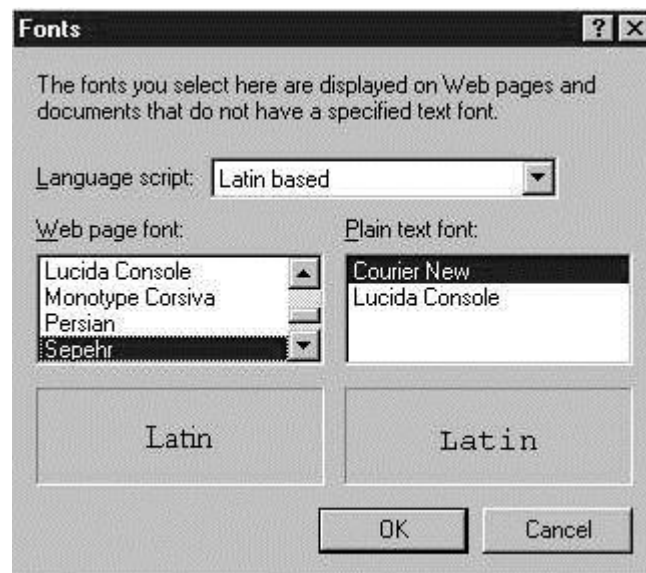 Fonts
The fonts you select here are displayed on Web pages and
documents that do not have a specified text font.
Language script: Latin based
Web page font:
Plain text font:
Lucida Console
Monotype Corsiva
Persian
Sepehr
Courier New
Lucida Console
Latin
Latin
OK
Cancel